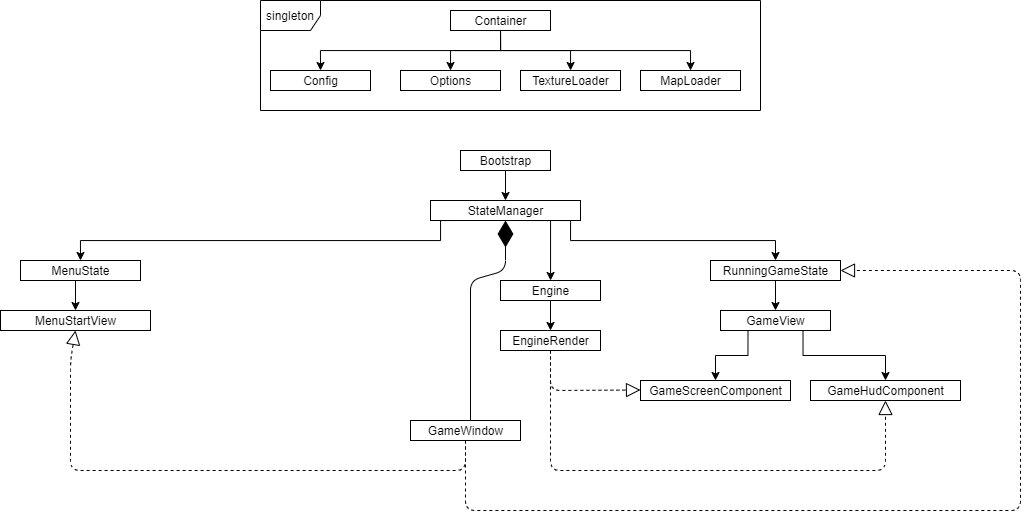 singleton
Container
Config
Options
TextureLoader
MapLoader
Bootstrap
StateManager
MenuState
RunningGameState
Engine
MenuStartView
GameView
EngineRender
GameScreenComponent
GameHudComponent
GameWindow